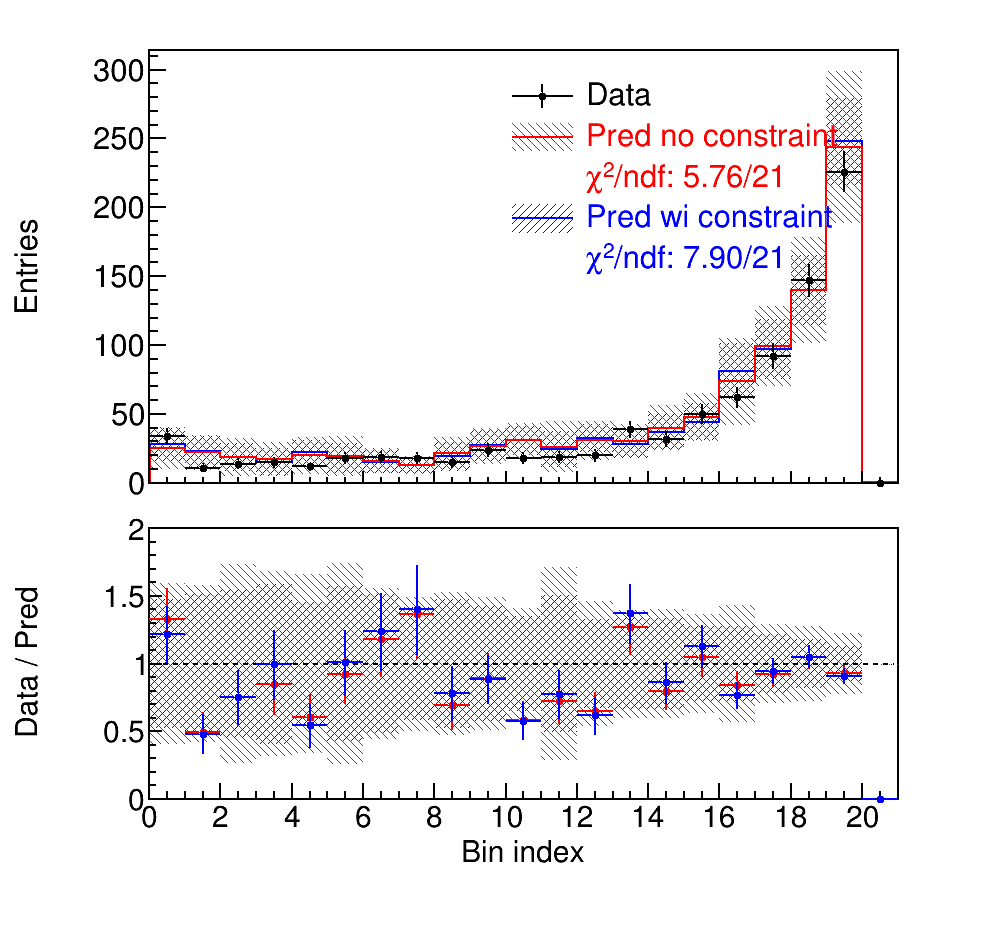 Entries
300
250
200
150
100
50
0
Data
Pred no constraint
χ²/ndf: 5.76/21
Pred wi constraint
χ²/ndf: 7.90/21
Data / Pred
2
1.5
1
0.5
0
0 2 4 6 8 10 12 14 16 18 20
Bin index